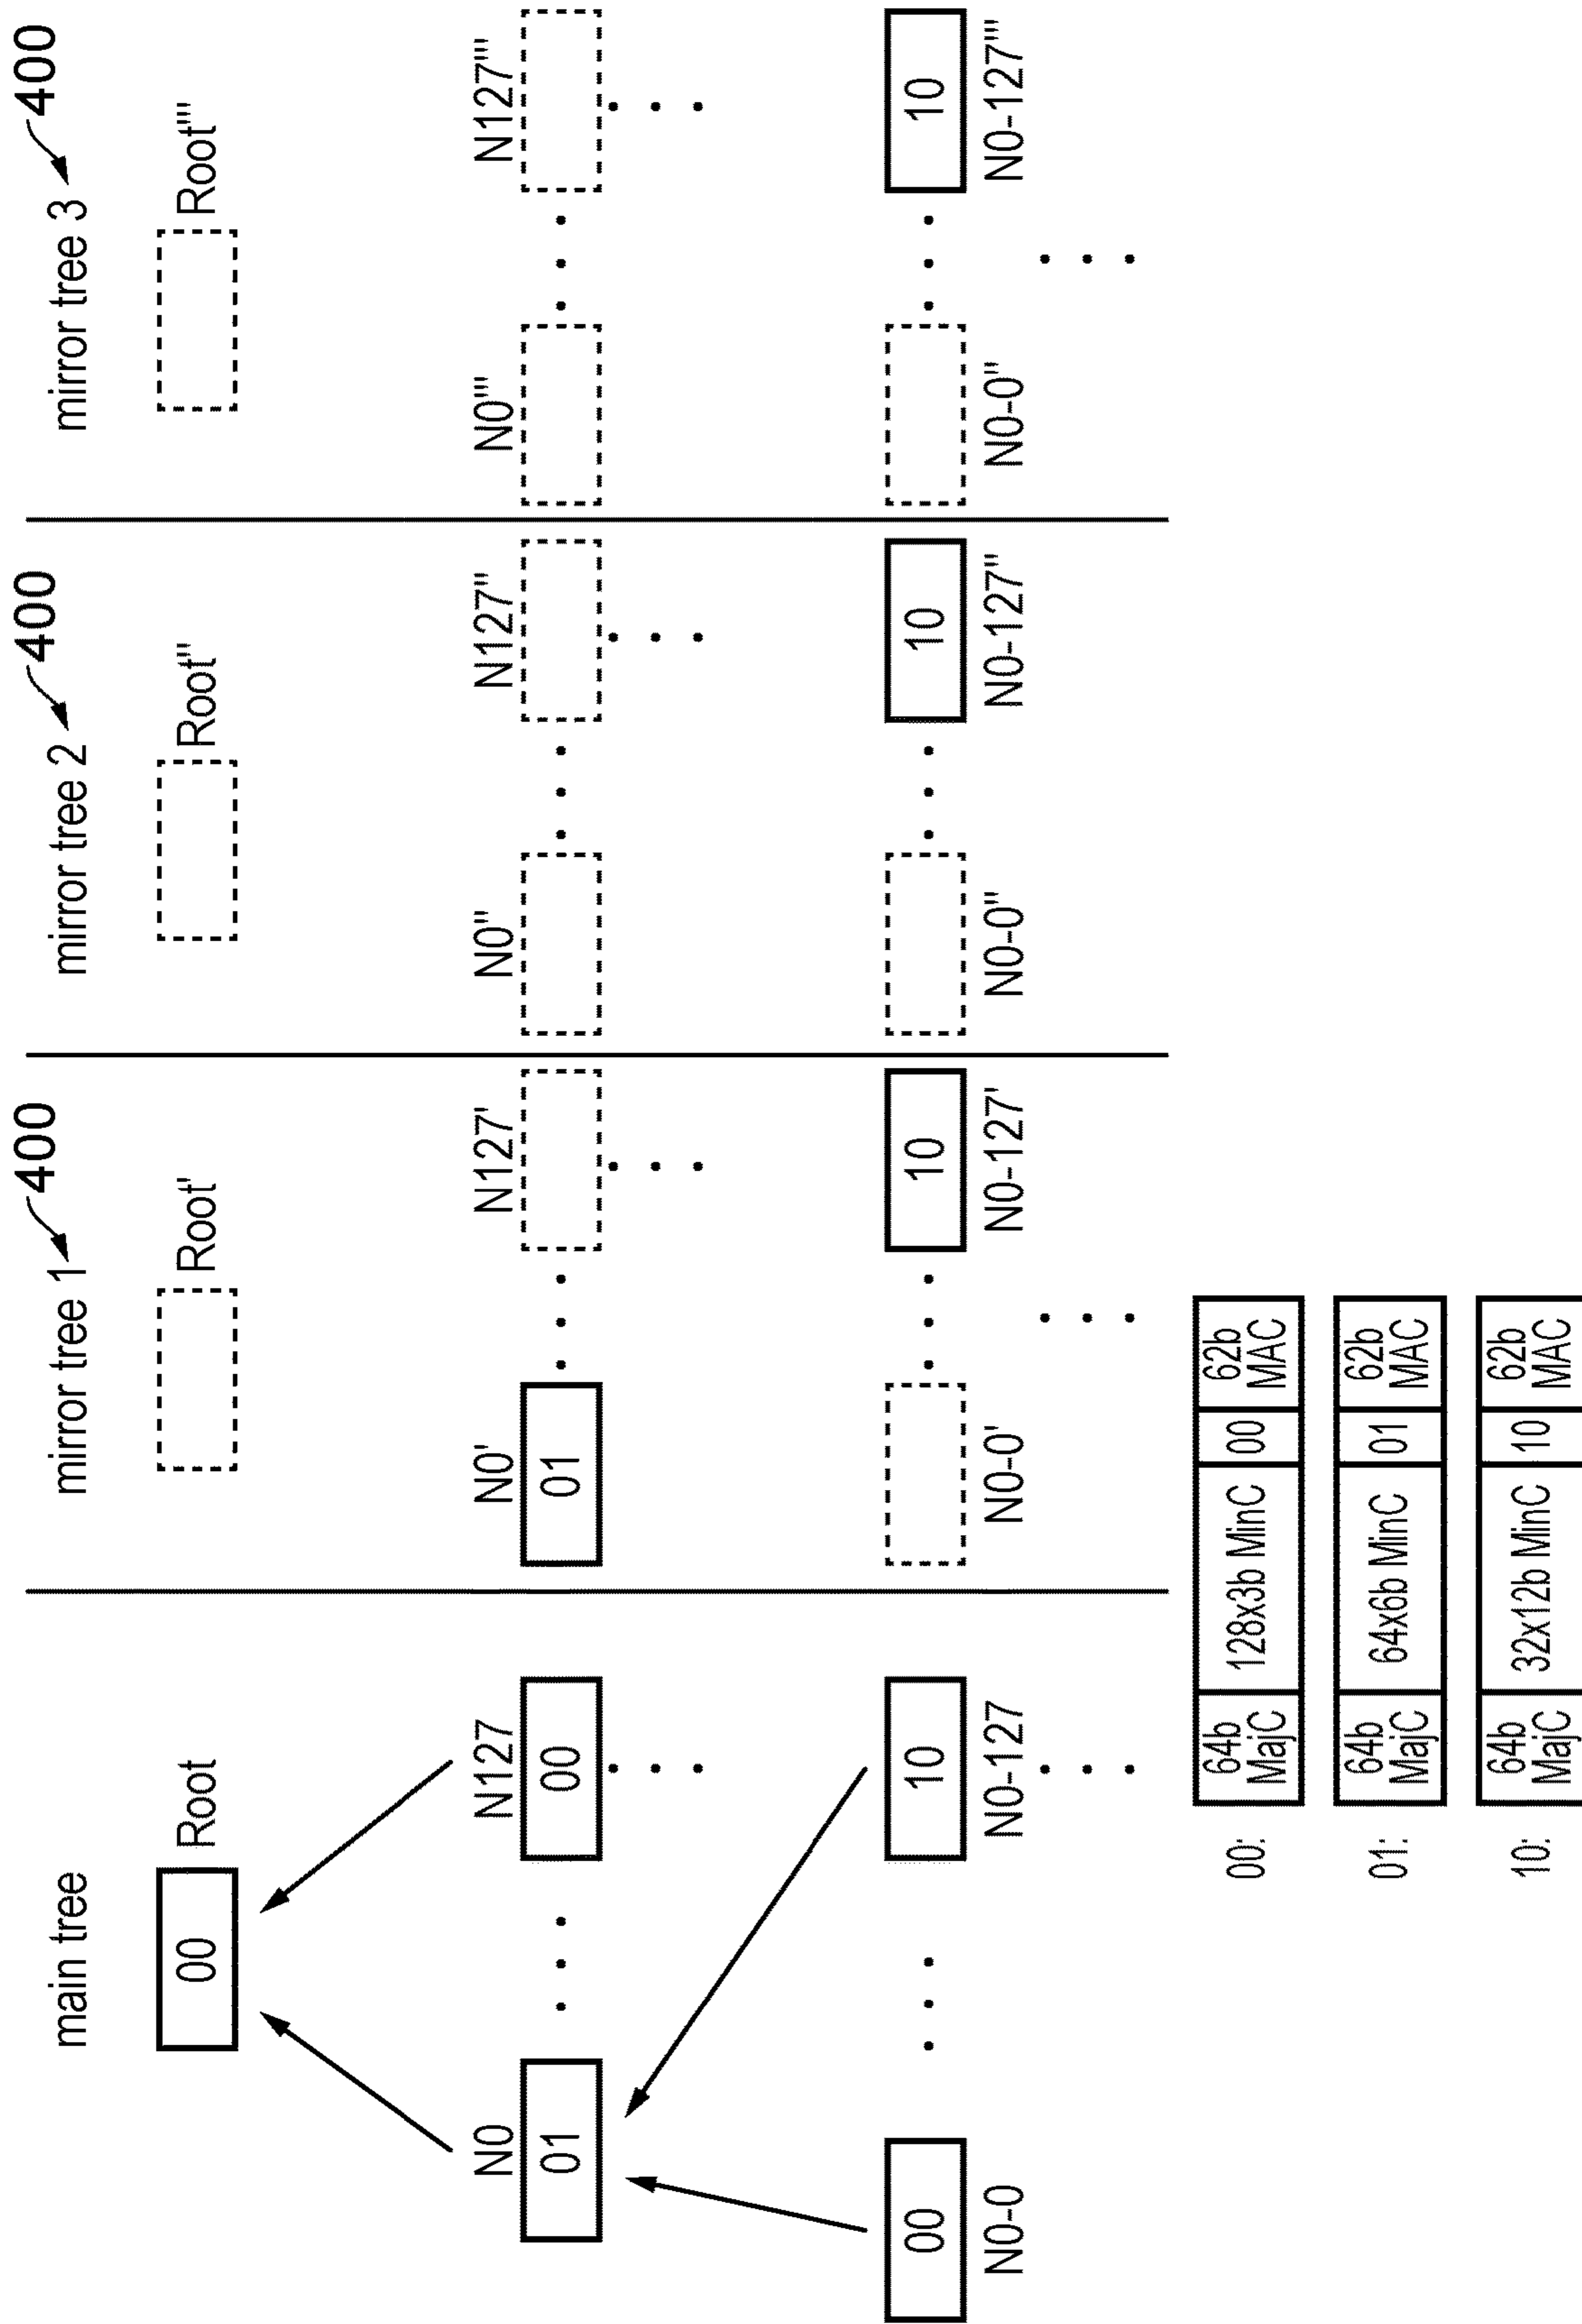 main tree
mirror tree 1 400
mirror tree 2 400
mirror tree 3 400
00 Root
Root'
Root''
Root'''
N0 N127
N0' N127'
N0'' N127''
N0''' N127'''
01 . . . 00
01 . . .
. . .
. . .
00 . . . 10
. . . 10
. . . 10
. . . 10
N0-0 N0-127
N0-0' N0-127'
N0-0'' N0-127''
N0-0'' N0-127'''
00: 64b MajC 128x3b MinC 00 62b MAC
01: 64b MajC 64x6b MinC 01 62b MAC
10: 64b MajC 32x12b MinC 10 62b MAC